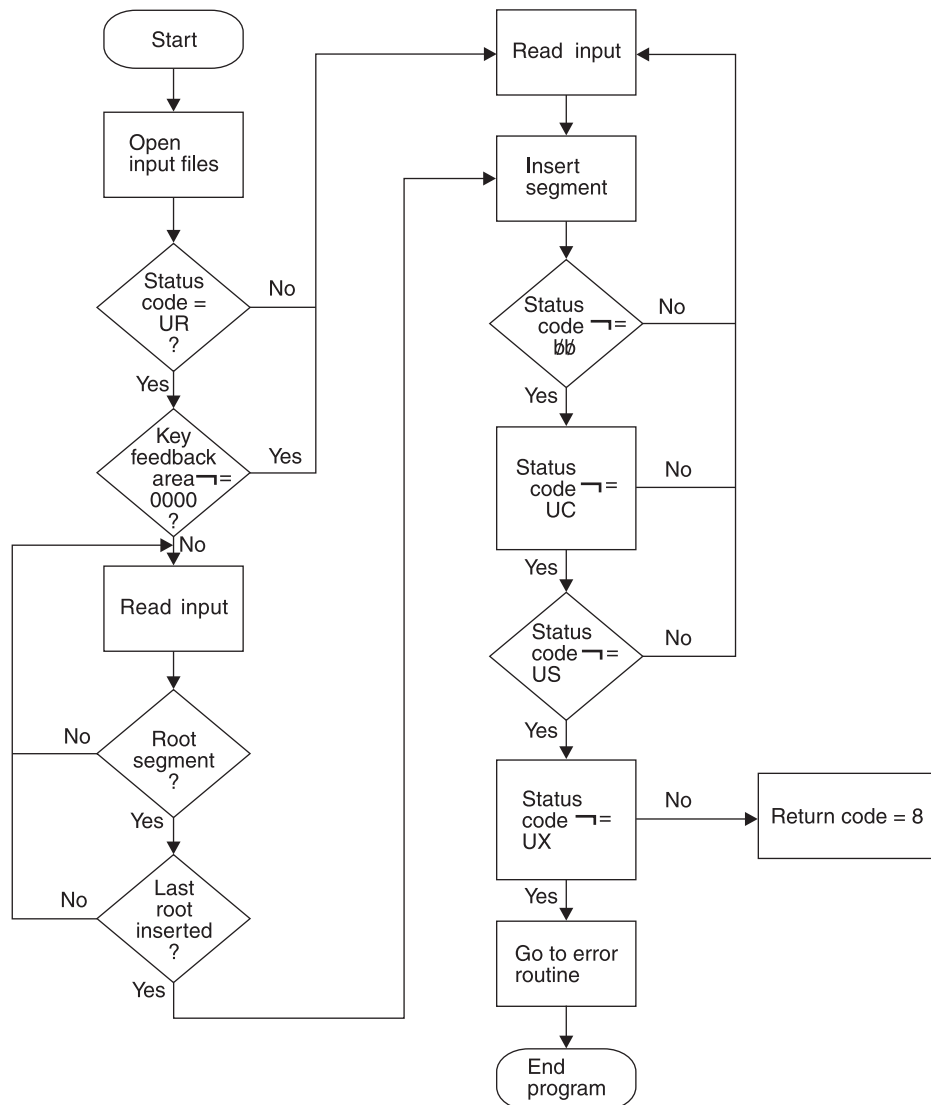 Start
Open
input files
Status
code =
UR
?
No
Yes
Key
feedback
area ¬=
0000
?
Yes
No
Read input
Root
segment
?
No
Yes
Last
root
inserted
?
No
Yes
Read input
Insert
segment
Status
code ¬=
b̸b̸
No
Yes
Status
code ¬=
UC
No
Yes
Status
code ¬=
US
No
Yes
Status
code ¬=
UX
No
Return code = 8
Yes
Go to error
routine
End
program